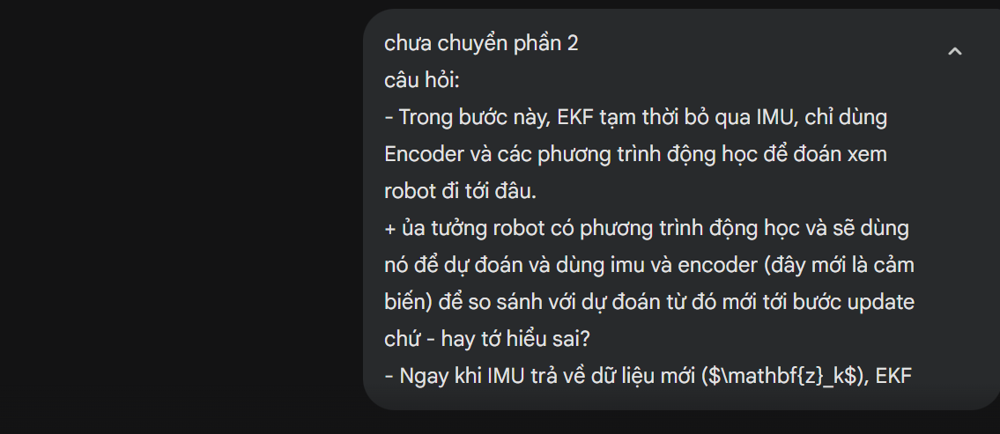 chưa chuyển phần 2
câu hỏi:
- Trong bước này, EKF tạm thời bỏ qua IMU, chỉ dùng
Encoder và các phương trình động học để đoán xem
robot đi tới đâu.
+ ủa tưởng robot có phương trình động học và sẽ dùng
nó để dự đoán và dùng imu và encoder (đây mới là cảm
biến) để so sánh với dự đoán từ đó mới tới bước update
chứ - hay tớ hiểu sai?
- Ngay khi IMU trả về dữ liệu mới ($\mathbf{z}_k$), EKF